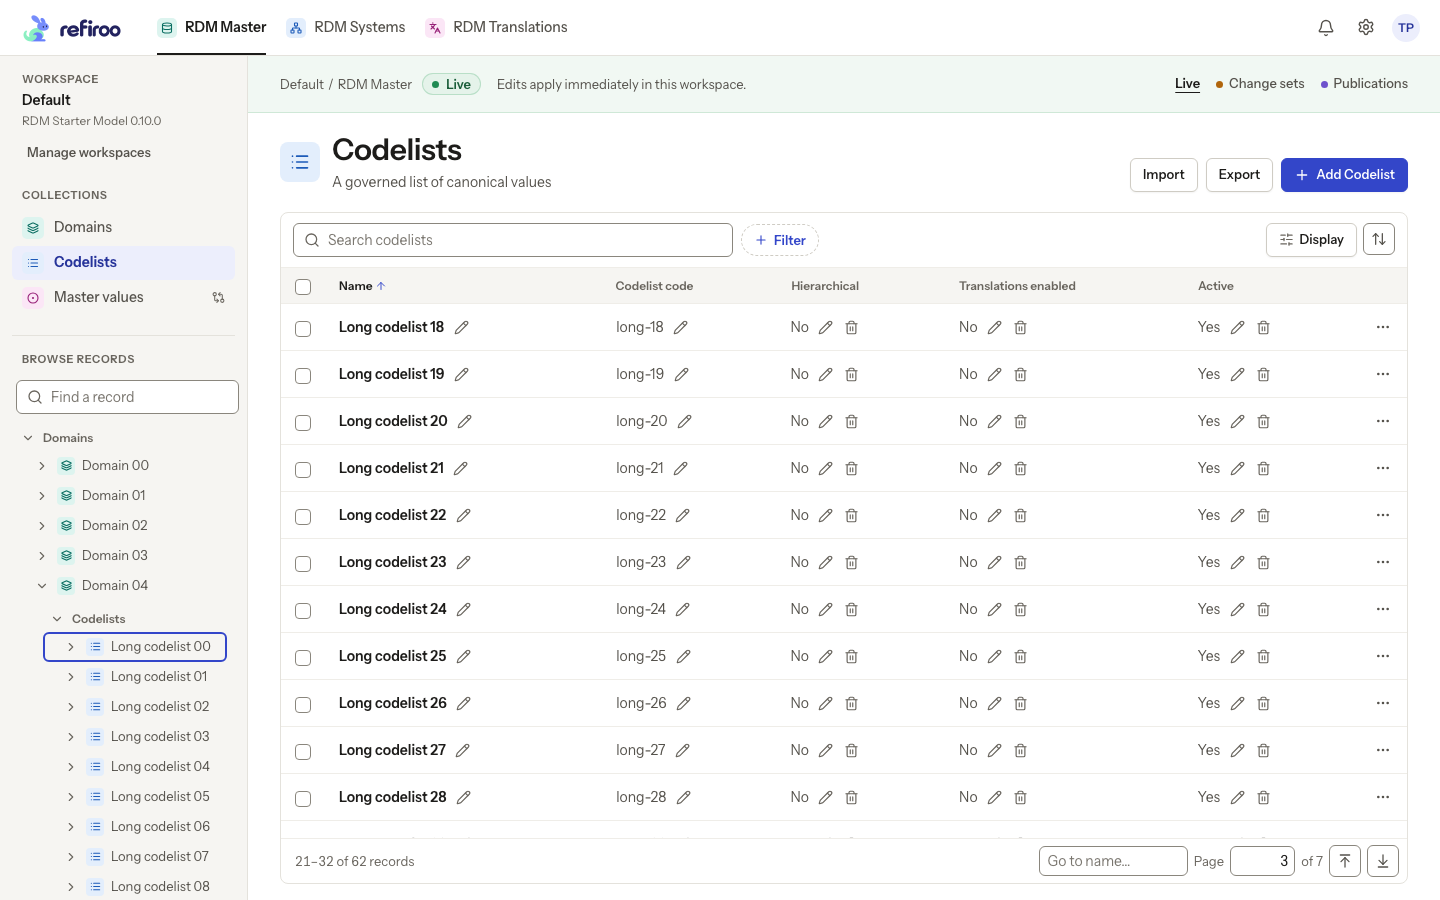 refiroo
RDM Master
RDM Systems
RDM Translations
TP
WORKSPACE
Default
RDM Starter Model 0.10.0
Manage workspaces
COLLECTIONS
Domains
Codelists
Master values
BROWSE RECORDS
Find a record
Domains
Domain 00
Domain 01
Domain 02
Domain 03
Domain 04
Codelists
Long codelist 00
Long codelist 01
Long codelist 02
Long codelist 03
Long codelist 04
Long codelist 05
Long codelist 06
Long codelist 07
Long codelist 08
Default / RDM Master Live Edits apply immediately in this workspace.
Live Change sets Publications
Codelists
A governed list of canonical values
Import Export Add Codelist
Search codelists Filter Display
Name Codelist code Hierarchical Translations enabled Active
Long codelist 18 long-18 No No Yes
Long codelist 19 long-19 No No Yes
Long codelist 20 long-20 No No Yes
Long codelist 21 long-21 No No Yes
Long codelist 22 long-22 No No Yes
Long codelist 23 long-23 No No Yes
Long codelist 24 long-24 No No Yes
Long codelist 25 long-25 No No Yes
Long codelist 26 long-26 No No Yes
Long codelist 27 long-27 No No Yes
Long codelist 28 long-28 No No Yes
21–32 of 62 records Go to name... Page 3 of 7